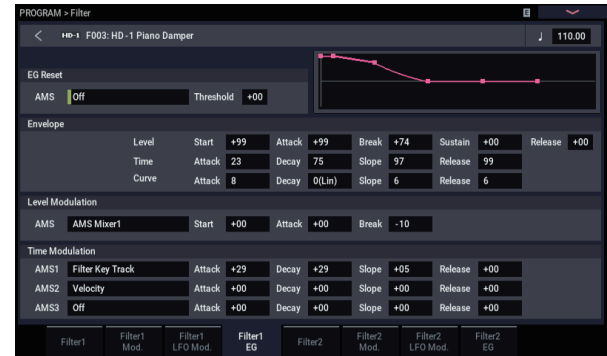 PROGRAM > Filter E
< HD-1 F003: HD -1 Piano Damper ♩ 110.00
EG Reset
AMS Off Threshold +00
Envelope
Level Start +99 Attack +99 Break +74 Sustain +00 Release +00
Time Attack 23 Decay 75 Slope 97 Release 99
Curve Attack 8 Decay 0(Lin) Slope 6 Release 6
Level Modulation
AMS AMS Mixer1 Start +00 Attack +00 Break -10
Time Modulation
AMS1 Filter Key Track Attack +29 Decay +29 Slope +05 Release +00
AMS2 Velocity Attack +00 Decay +00 Slope +00 Release +00
AMS3 Off Attack +00 Decay +00 Slope +00 Release +00
Filter1 Filter1 Filter1 Filter1 Filter2 Filter2 Filter2 Filter2
Mod. LFO Mod. EG Mod. LFO Mod. EG